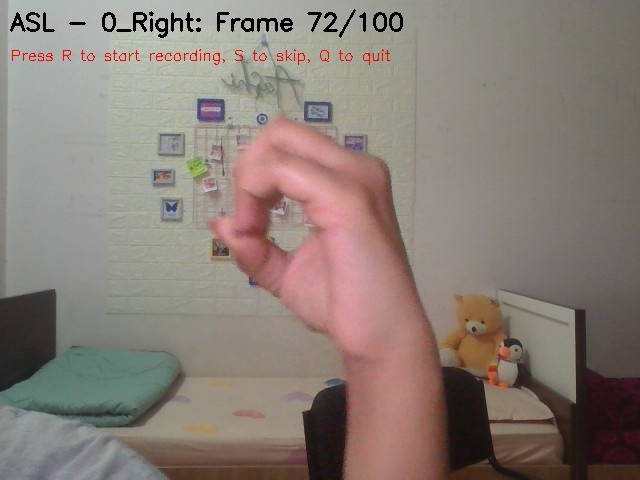 ASL - 0_Right: Frame 72/100
Press R to start recording, S to skip, Q to quit